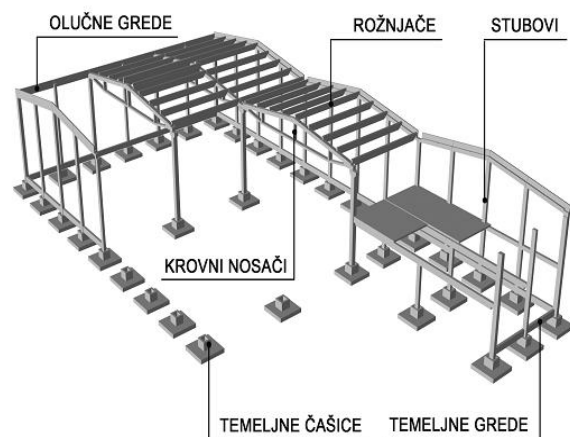 OLUČNE GREDE
ROŽNJAČE
STUBOVI
KROVNI NOSAČI
TEMELJNE ČAŠICE
TEMELJNE GREDE